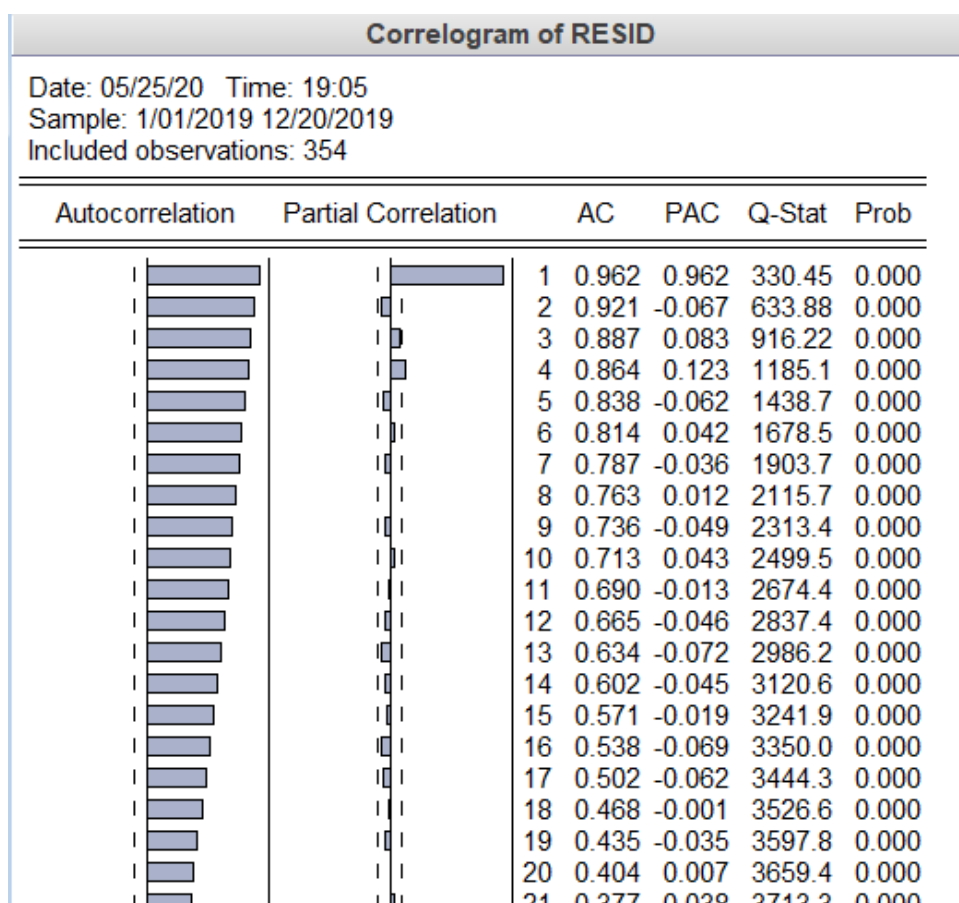 Correlogram of RESID
Date: 05/25/20 Time: 19:05
Sample: 1/01/2019 12/20/2019
Included observations: 354
Autocorrelation Partial Correlation AC PAC Q-Stat Prob
1 0.962 0.962 330.45 0.000
2 0.921 -0.067 633.88 0.000
3 0.887 0.083 916.22 0.000
4 0.864 0.123 1185.1 0.000
5 0.838 -0.062 1438.7 0.000
6 0.814 0.042 1678.5 0.000
7 0.787 -0.036 1903.7 0.000
8 0.763 0.012 2115.7 0.000
9 0.736 -0.049 2313.4 0.000
10 0.713 0.043 2499.5 0.000
11 0.690 -0.013 2674.4 0.000
12 0.665 -0.046 2837.4 0.000
13 0.634 -0.072 2986.2 0.000
14 0.602 -0.045 3120.6 0.000
15 0.571 -0.019 3241.9 0.000
16 0.538 -0.069 3350.0 0.000
17 0.502 -0.062 3444.3 0.000
18 0.468 -0.001 3526.6 0.000
19 0.435 -0.035 3597.8 0.000
20 0.404 0.007 3659.4 0.000
21 0.377 0.038 0.000